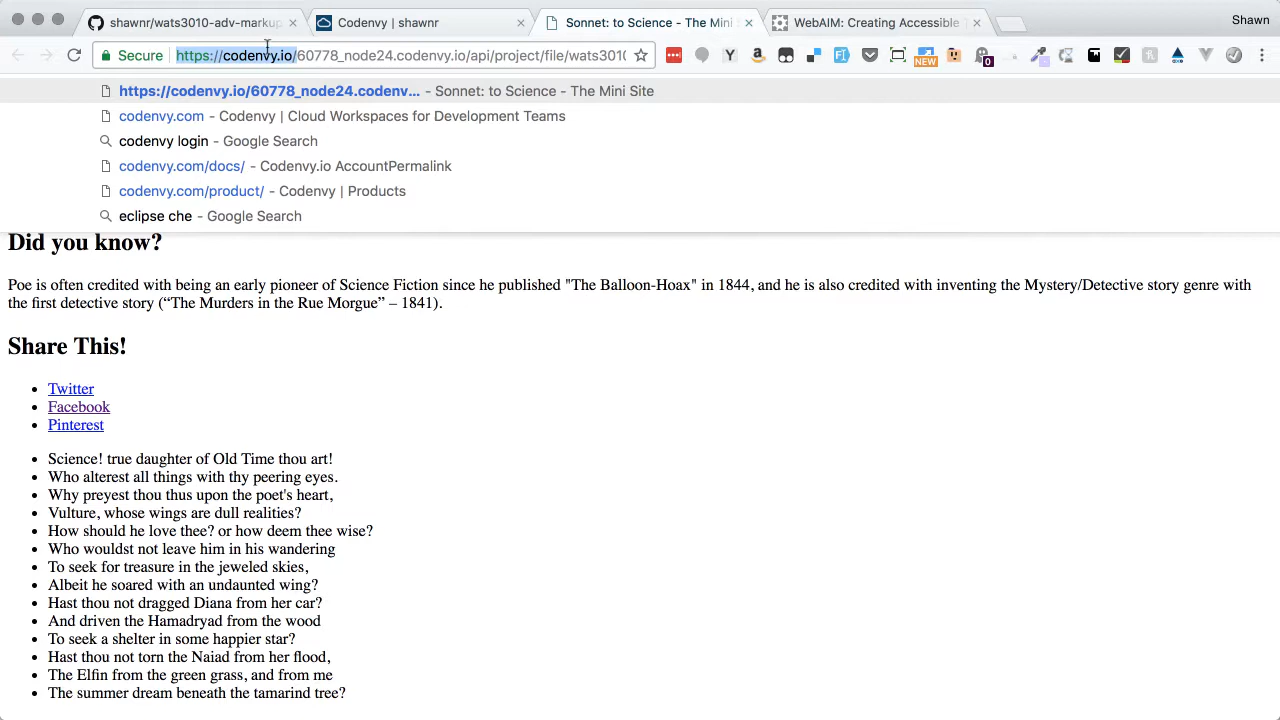 shawnr/wats3010-adv-markup
Codenvy | shawnr
Sonnet: to Science - The Mini Si
WebAIM: Creating Accessible
Shawn
Secure
https://codenvy.io/60778_node24.codenvy.io/api/project/file/wats3010
NEW
0
https://codenvy.io/60778_node24.codenv... - Sonnet: to Science - The Mini Site
codenvy.com - Codenvy | Cloud Workspaces for Development Teams
codenvy login - Google Search
codenvy.com/docs/ - Codenvy.io AccountPermalink
codenvy.com/product/ - Codenvy | Products
eclipse che - Google Search
Did you know?
Poe is often credited with being an early pioneer of Science Fiction since he published "The Balloon-Hoax" in 1844, and he is also credited with inventing the Mystery/Detective story genre with
the first detective story (“The Murders in the Rue Morgue” – 1841).
Share This!
Twitter
Facebook
Pinterest
Science! true daughter of Old Time thou art!
Who alterest all things with thy peering eyes.
Why preyest thou thus upon the poet's heart,
Vulture, whose wings are dull realities?
How should he love thee? or how deem thee wise?
Who wouldst not leave him in his wandering
To seek for treasure in the jeweled skies,
Albeit he soared with an undaunted wing?
Hast thou not dragged Diana from her car?
And driven the Hamadryad from the wood
To seek a shelter in some happier star?
Hast thou not torn the Naiad from her flood,
The Elfin from the green grass, and from me
The summer dream beneath the tamarind tree?